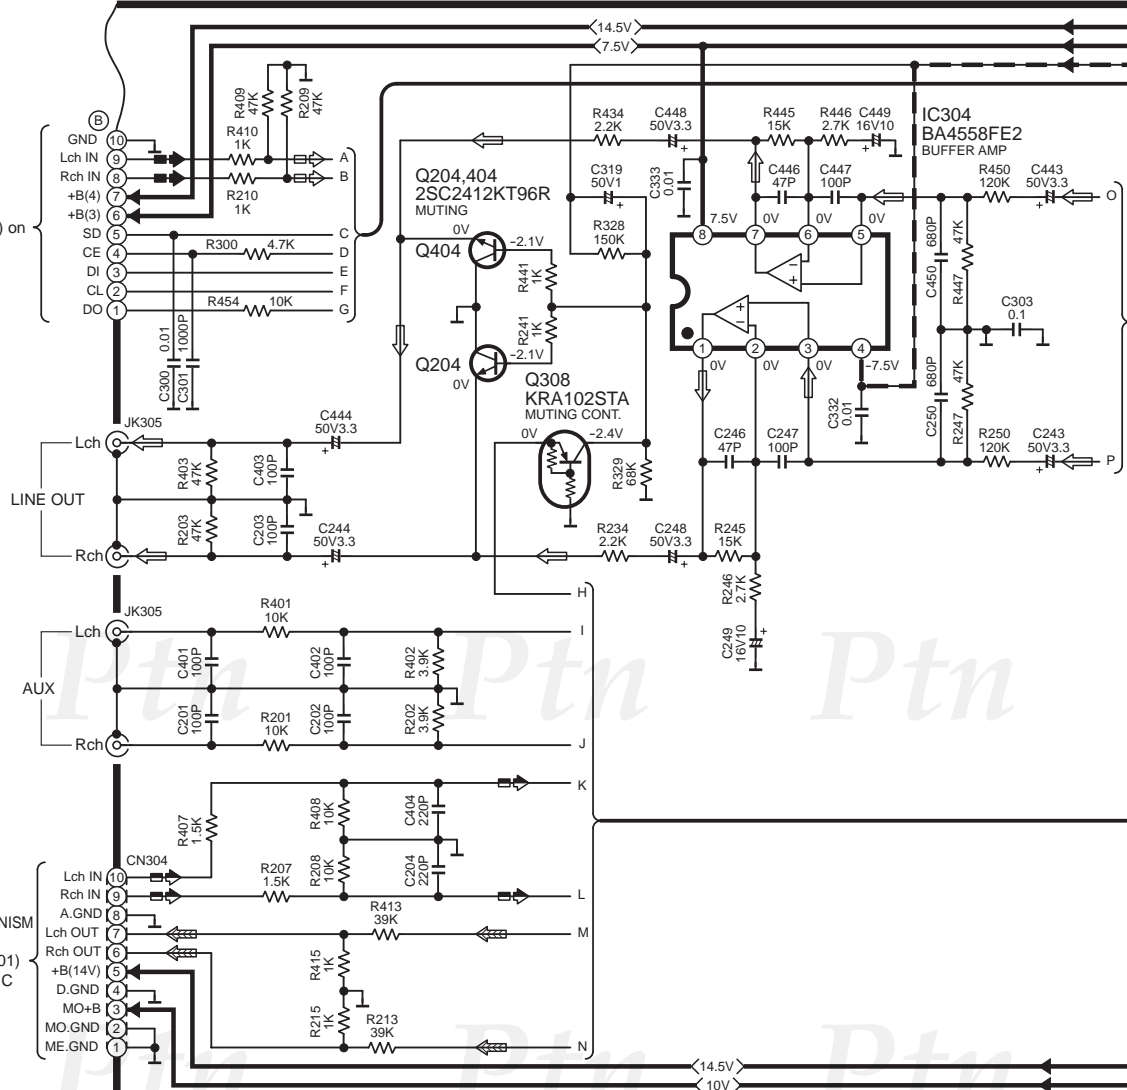 14.5V
7.5V
B
GND 10
Lch IN 9
Rch IN 8
+B(4) 7
+B(3) 6
SD 5
CE 4
DI 3
CL 2
DO 1
) on
R409
47K
R209
47K
R410
1K
R210
1K
A
B
C
D
E
F
G
R300 4.7K
R454 10K
C300 0.01
C301 1000P
Q204,404
2SC2412KT96R
MUTING
0V
Q404
-2.1V
R441
1K
R241
1K
Q204
-2.1V
0V
R434
2.2K
C448
50V3.3
+
C319
50V1
+
R328
150K
C333
0.01
R445
15K
R446
2.7K
C449
16V10
+
C446
47P
C447
100P
IC304
BA4558FE2
BUFFER AMP
R450
120K
C443
50V3.3
+
O
8 7.5V
7 0V
6 0V
5 0V
- +
+ -
1 0V
2 0V
3 0V
4 -7.5V
C450 680P
R447 47K
C303
0.1
C250 680P
R247 47K
C332
0.01
C246
47P
C247
100P
R250
120K
C243
50V3.3
+
P
Q308
KRA102STA
MUTING CONT.
0V
-2.4V
R329
68K
JK305
Lch
LINE OUT
Rch
R403
47K
C403
100P
R203
47K
C203
100P
C444
50V3.3
+
C244
50V3.3
+
R234
2.2K
C248
50V3.3
+
R245
15K
R246
2.7K
C249
16V10
+
H
JK305
Lch
AUX
Rch
R401
10K
I
C401
100P
C402
100P
R402
3.9K
C201
100P
R201
10K
C202
100P
R202
3.9K
J
K
R407
1.5K
R408
10K
C404
220P
R208
10K
C204
220P
CN304
Lch IN 10
Rch IN 9
A.GND 8
Lch OUT 7
Rch OUT 6
+B(14V) 5
D.GND 4
MO+B 3
MO.GND 2
ME.GND 1
NISM
01)
C
R207
1.5K
L
R413
39K
M
R415
1K
R215
1K
R213
39K
N
14.5V
10V
Ptn Ptn Ptn
Ptn Ptn Ptn